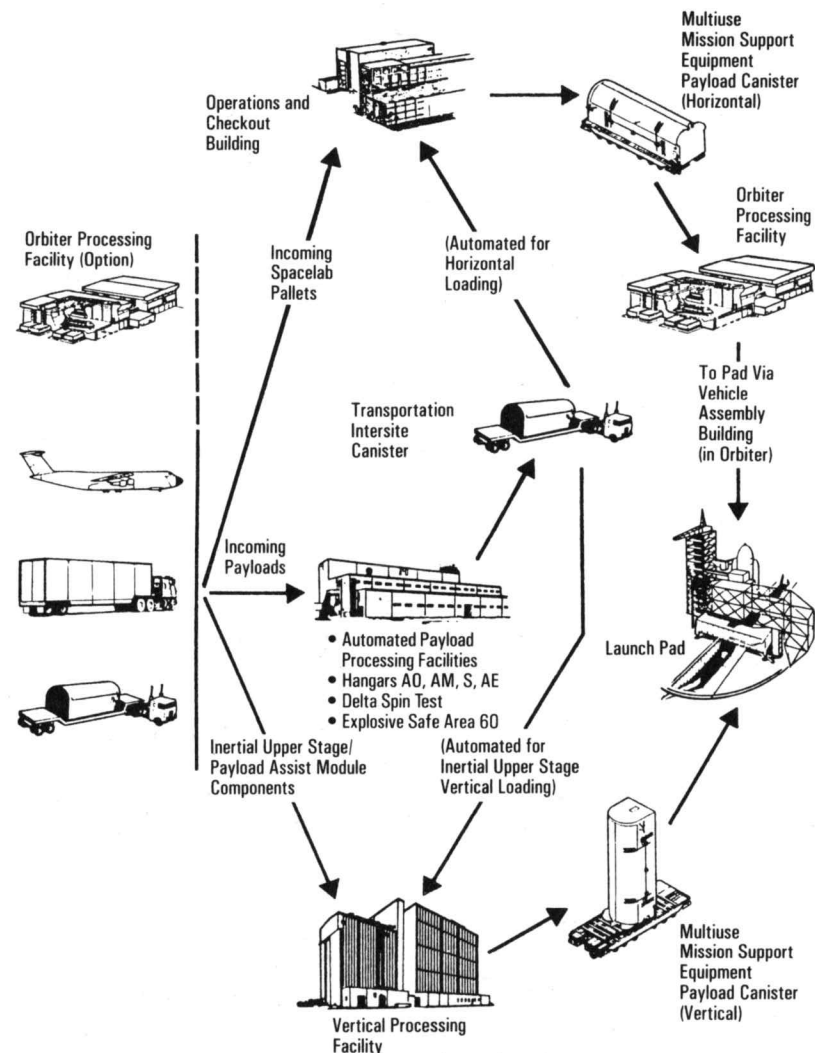 Multiuse
Mission Support
Equipment
Payload Canister
(Horizontal)
Operations and
Checkout
Building
Orbiter
Processing
Facility
Orbiter Processing
Facility (Option)
Incoming
Spacelab
Pallets
(Automated for
Horizontal
Loading)
To Pad Via
Vehicle
Assembly
Building
(in Orbiter)
Transportation
Intersite
Canister
Incoming
Payloads
• Automated Payload
Processing Facilities
• Hangars AO, AM, S, AE
• Delta Spin Test
• Explosive Safe Area 60
Launch Pad
Inertial Upper Stage/
Payload Assist Module
Components
(Automated for
Inertial Upper Stage
Vertical Loading)
Multiuse
Mission Support
Equipment
Payload Canister
(Vertical)
Vertical Processing
Facility